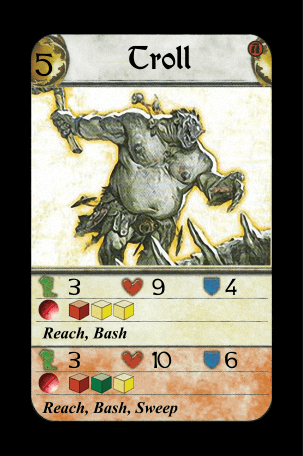 5 Troll @
3 9 4
Reach, Bash
3 10 6
Reach, Bash, Sweep